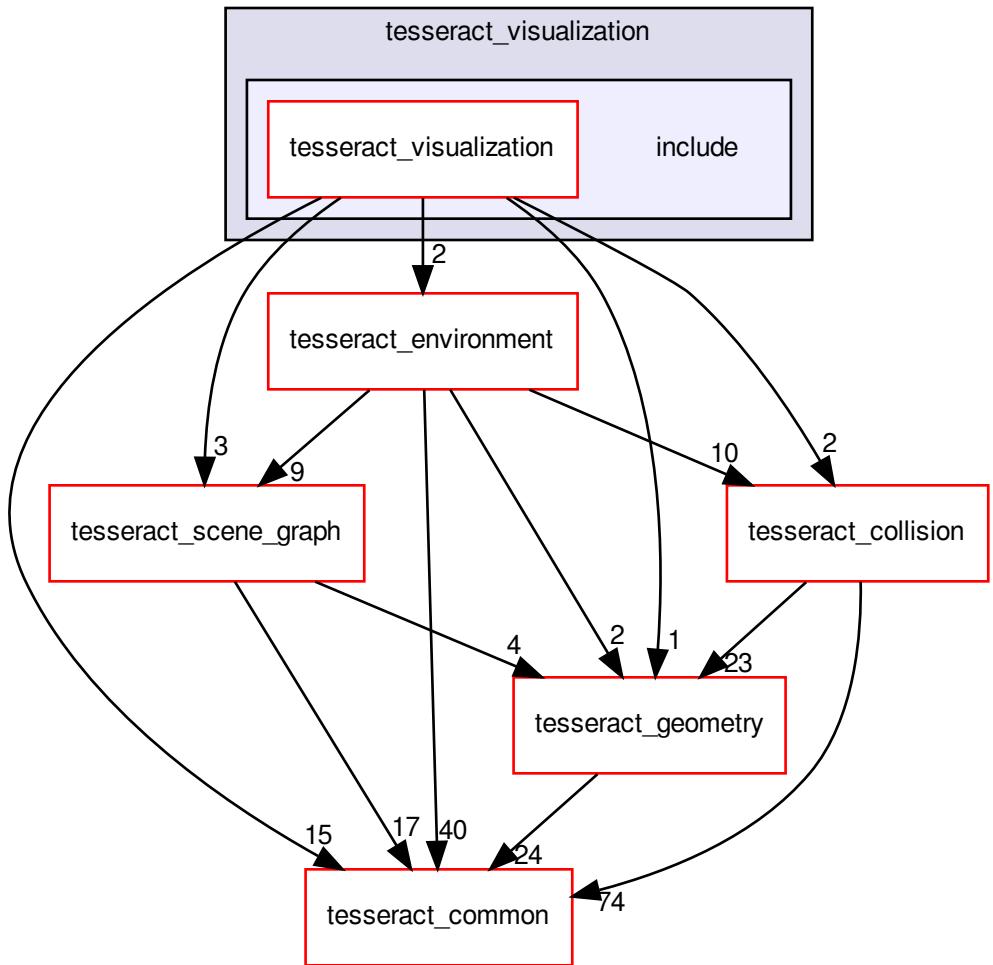 tesseract_visualization
tesseract_visualization
include
2
tesseract_environment
3
9
10
2
tesseract_scene_graph
tesseract_collision
4
2
1
23
tesseract_geometry
15
17
40
24
74
tesseract_common